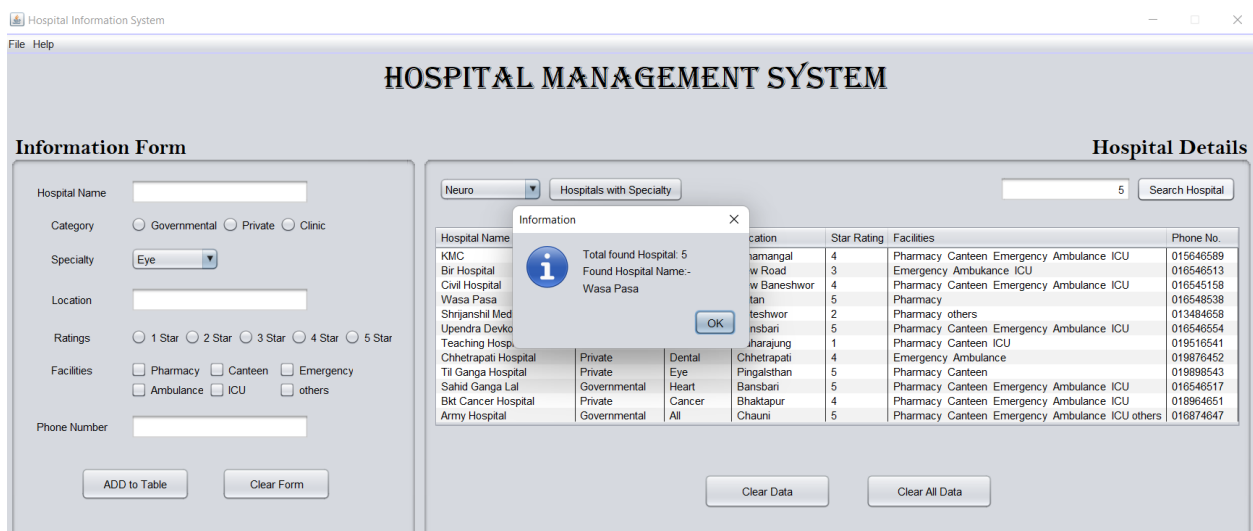 Hospital Information System
File Help
HOSPITAL MANAGEMENT SYSTEM
Information Form
Hospital Name
Category Governmental Private Clinic
Specialty Eye
Location
Ratings 1 Star 2 Star 3 Star 4 Star 5 Star
Facilities Pharmacy Canteen Emergency
Ambulance ICU others
Phone Number
ADD to Table Clear Form
Hospital Details
Neuro Hospitals with Specialty 5 Search Hospital
Hospital Name Star Rating Facilities Phone No.
KMC 4 Pharmacy Canteen Emergency Ambulance ICU 015646589
Bir Hospital Road 3 Emergency Ambukance ICU 016546513
Civil Hospital Baneshwor 4 Pharmacy Canteen Emergency Ambulance ICU 016545158
Wasa Pasa 5 Pharmacy 016548538
Shrijanshil 2 Pharmacy others 013484658
Upendra 5 Pharmacy Canteen Emergency Ambulance ICU 016546554
Teaching 1 Pharmacy Canteen ICU 019516541
Chhetrapati Hospital Private Dental Chhetrapati 4 Emergency Ambulance 019876452
Til Ganga Hospital Private Eye Pingalsthan 5 Pharmacy Canteen 019898543
Sahid Ganga Lal Governmental Heart Bansbari 5 Pharmacy Canteen Emergency Ambulance ICU 016546517
Bkt Cancer Hospital Private Cancer Bhaktapur 4 Pharmacy Canteen Emergency Ambulance ICU 018964651
Army Hospital Governmental All Chauni 5 Pharmacy Canteen Emergency Ambulance ICU others 016874647
Information
Total found Hospital: 5
Found Hospital Name:-
Wasa Pasa
OK
Clear Data Clear All Data